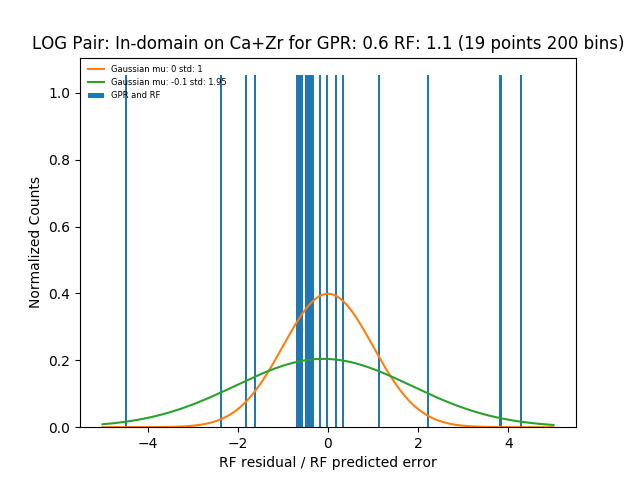 LOG Pair: In-domain on Ca+Zr for GPR: 0.6 RF: 1.1 (19 points 200 bins)
Gaussian mu: 0 std: 1
Gaussian mu: -0.1 std: 1.95
GPR and RF
Normalized Counts
1.0
0.8
0.6
0.4
0.2
0.0
−4 −2 0 2 4
RF residual / RF predicted error